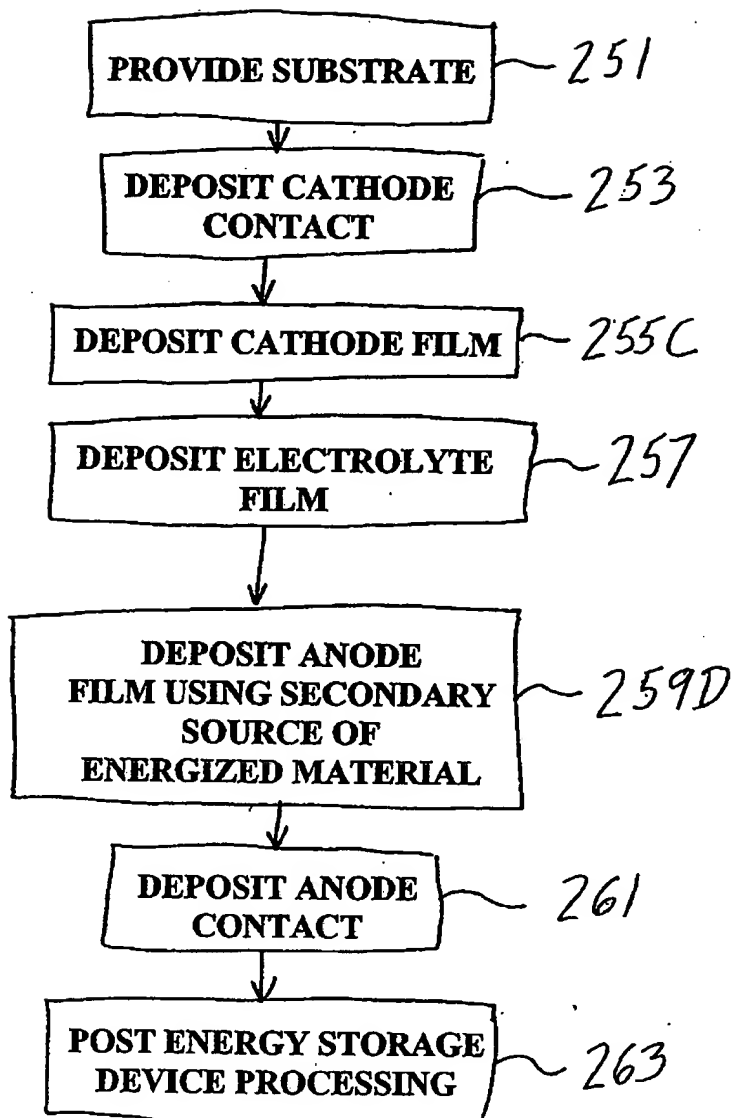 PROVIDE SUBSTRATE 251
DEPOSIT CATHODE
CONTACT
253
DEPOSIT CATHODE FILM 255C
DEPOSIT ELECTROLYTE
FILM
257
DEPOSIT ANODE
FILM USING SECONDARY
SOURCE OF
ENERGIZED MATERIAL
259D
DEPOSIT ANODE
CONTACT
261
POST ENERGY STORAGE
DEVICE PROCESSING
263